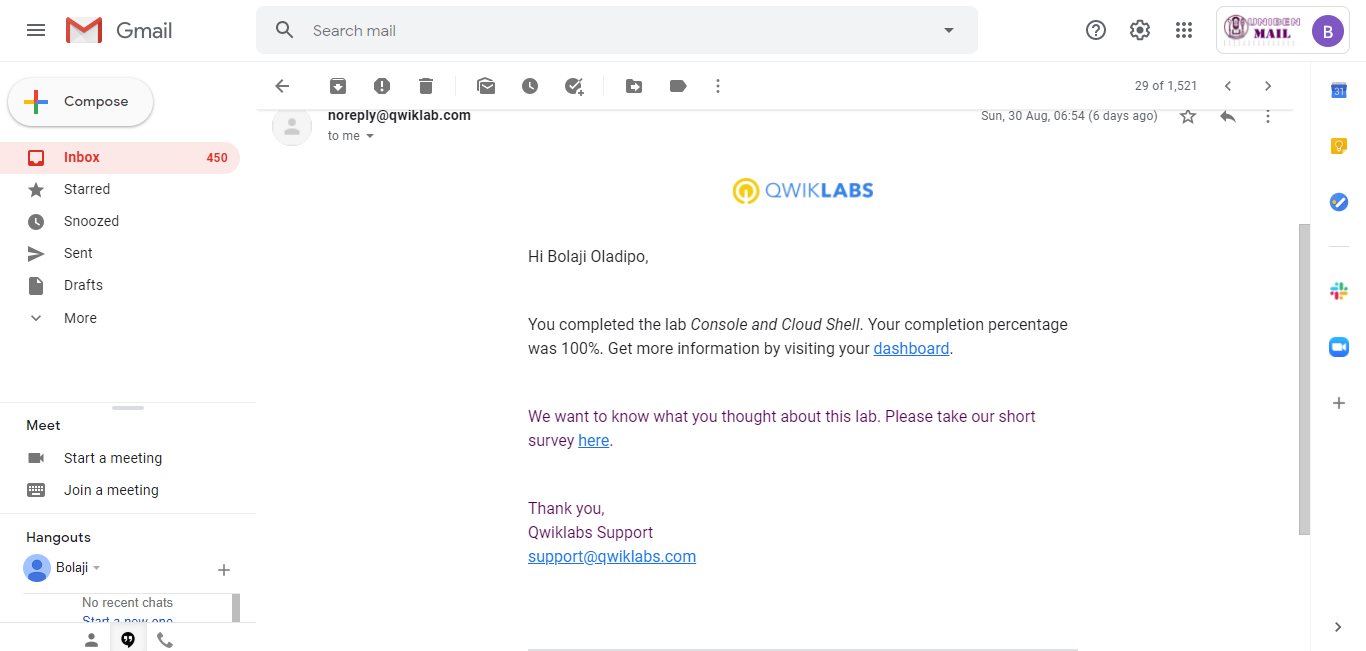 Gmail
Search mail
UNIBEN
MAIL
B
Compose
29 of 1,521
31
Inbox 450
Starred
Snoozed
Sent
Drafts
More
noreply@qwiklab.com
Sun, 30 Aug, 06:54 (6 days ago)
to me
QWIKLABS
Hi Bolaji Oladipo,
You completed the lab Console and Cloud Shell. Your completion percentage
was 100%. Get more information by visiting your dashboard.
We want to know what you thought about this lab. Please take our short
survey here.
Thank you,
Qwiklabs Support
support@qwiklabs.com
Meet
Start a meeting
Join a meeting
Hangouts
Bolaji
No recent chats
Start a new one